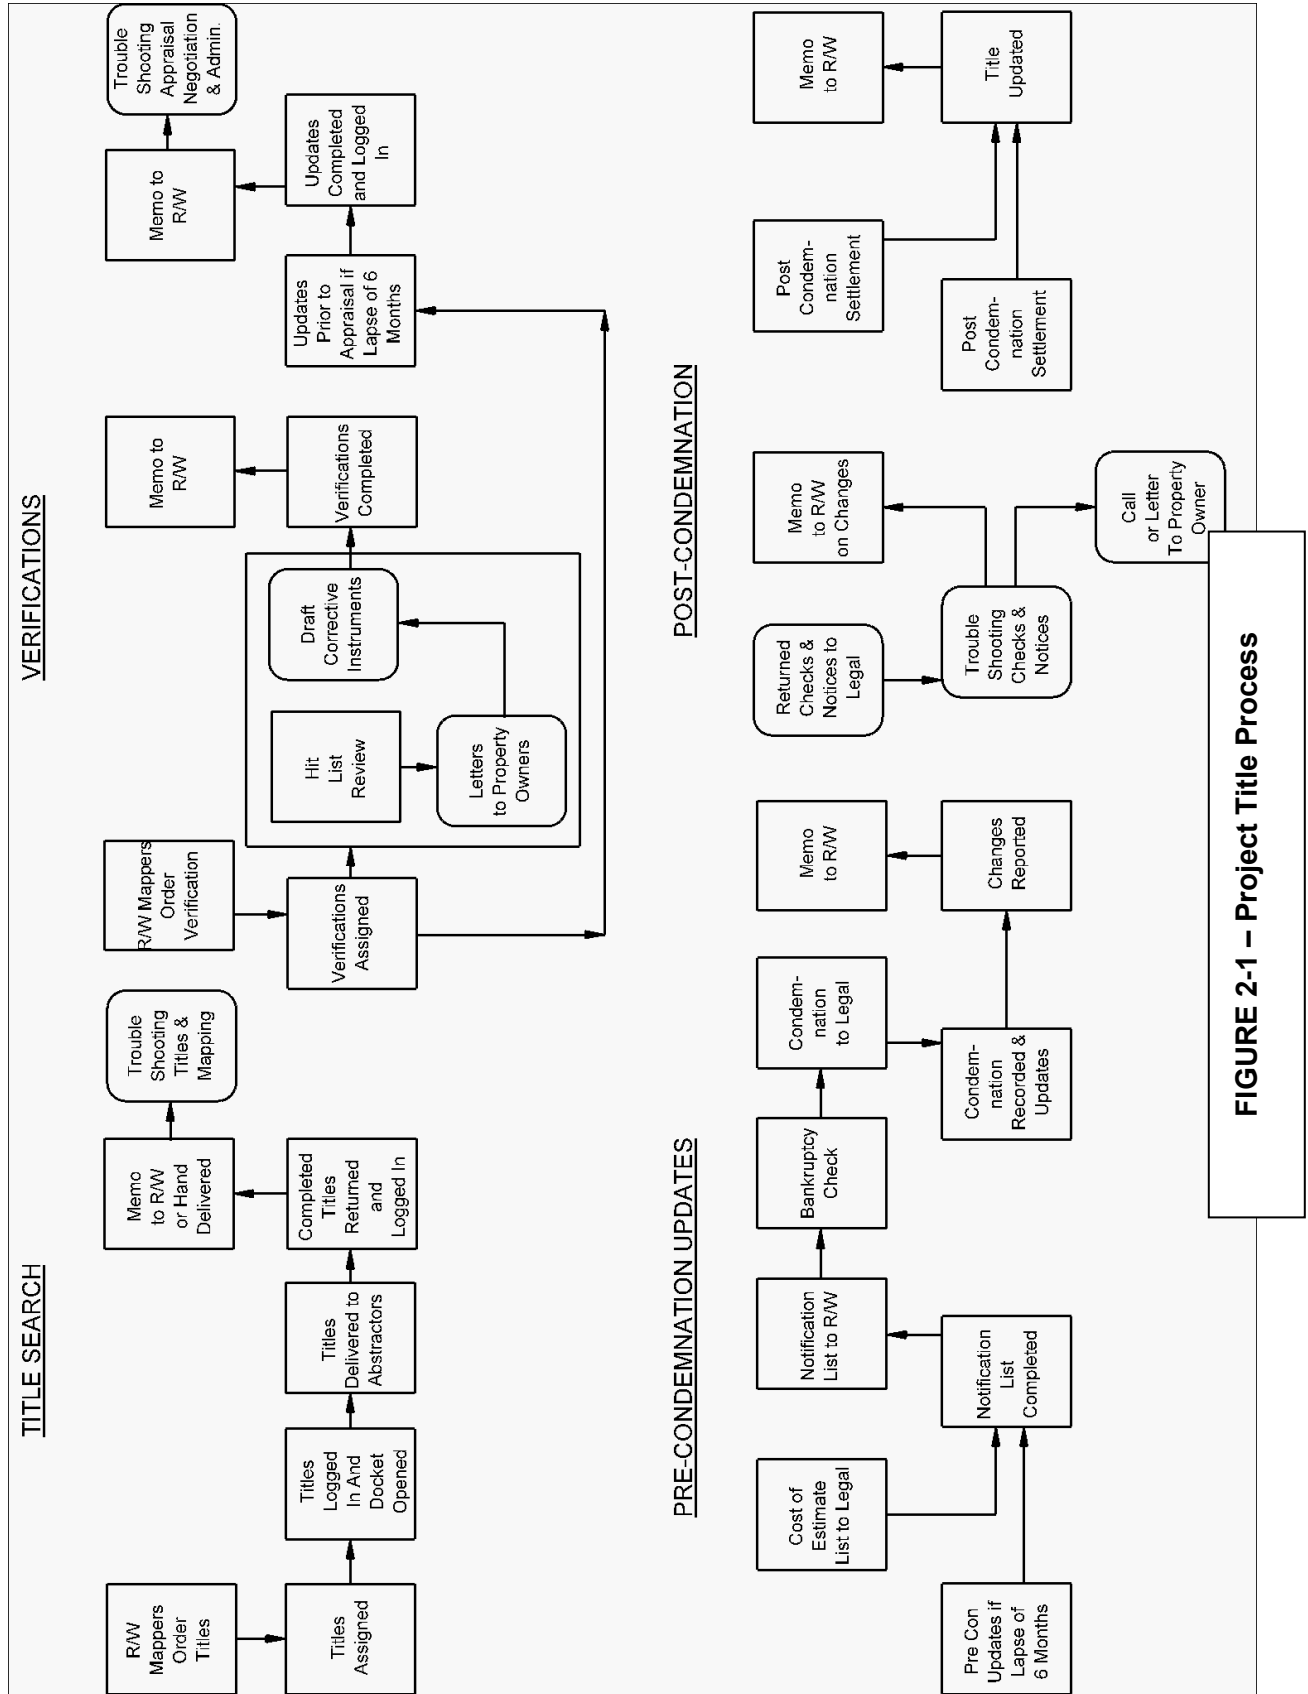 TITLE SEARCH
R/W
Mappers
Order
Titles
Titles
Assigned
Titles
Logged
In And
Docket
Opened
Titles
Delivered to
Abstractors
Completed
Titles
Returned
and
Logged In
Memo
to R/W
or Hand
Delivered
Trouble
Shooting
Titles &
Mapping
VERIFICATIONS
R/W Mappers
Order
Verification
Verifications
Assigned
Hit
List
Review
Letters
to Property
Owners
Draft
Corrective
Instruments
Verifications
Completed
Memo to
R/W
Updates
Prior to
Appraisal if
Lapse of 6
Months
Updates
Completed
and Logged
In
Memo to
R/W
Trouble
Shooting
Appraisal
Negotiation
& Admin.
PRE-CONDEMNATION UPDATES
Pre Con
Updates if
Lapse of
6 Months
Cost of
Estimate
List to Legal
Notification
List
Completed
Notification
List to R/W
Bankruptcy
Check
Condem-
nation
to Legal
Condem-
nation
Recorded &
Updates
Changes
Reported
Memo
to R/W
POST-CONDEMNATION
Returned
Checks &
Notices to
Legal
Trouble
Shooting
Checks &
Notices
Memo
to R/W
on Changes
Call
or Letter
To Property
Owner
Post
Condem-
nation
Settlement
Post
Condem-
nation
Settlement
Title
Updated
Memo
to R/W
FIGURE 2-1 – Project Title Process